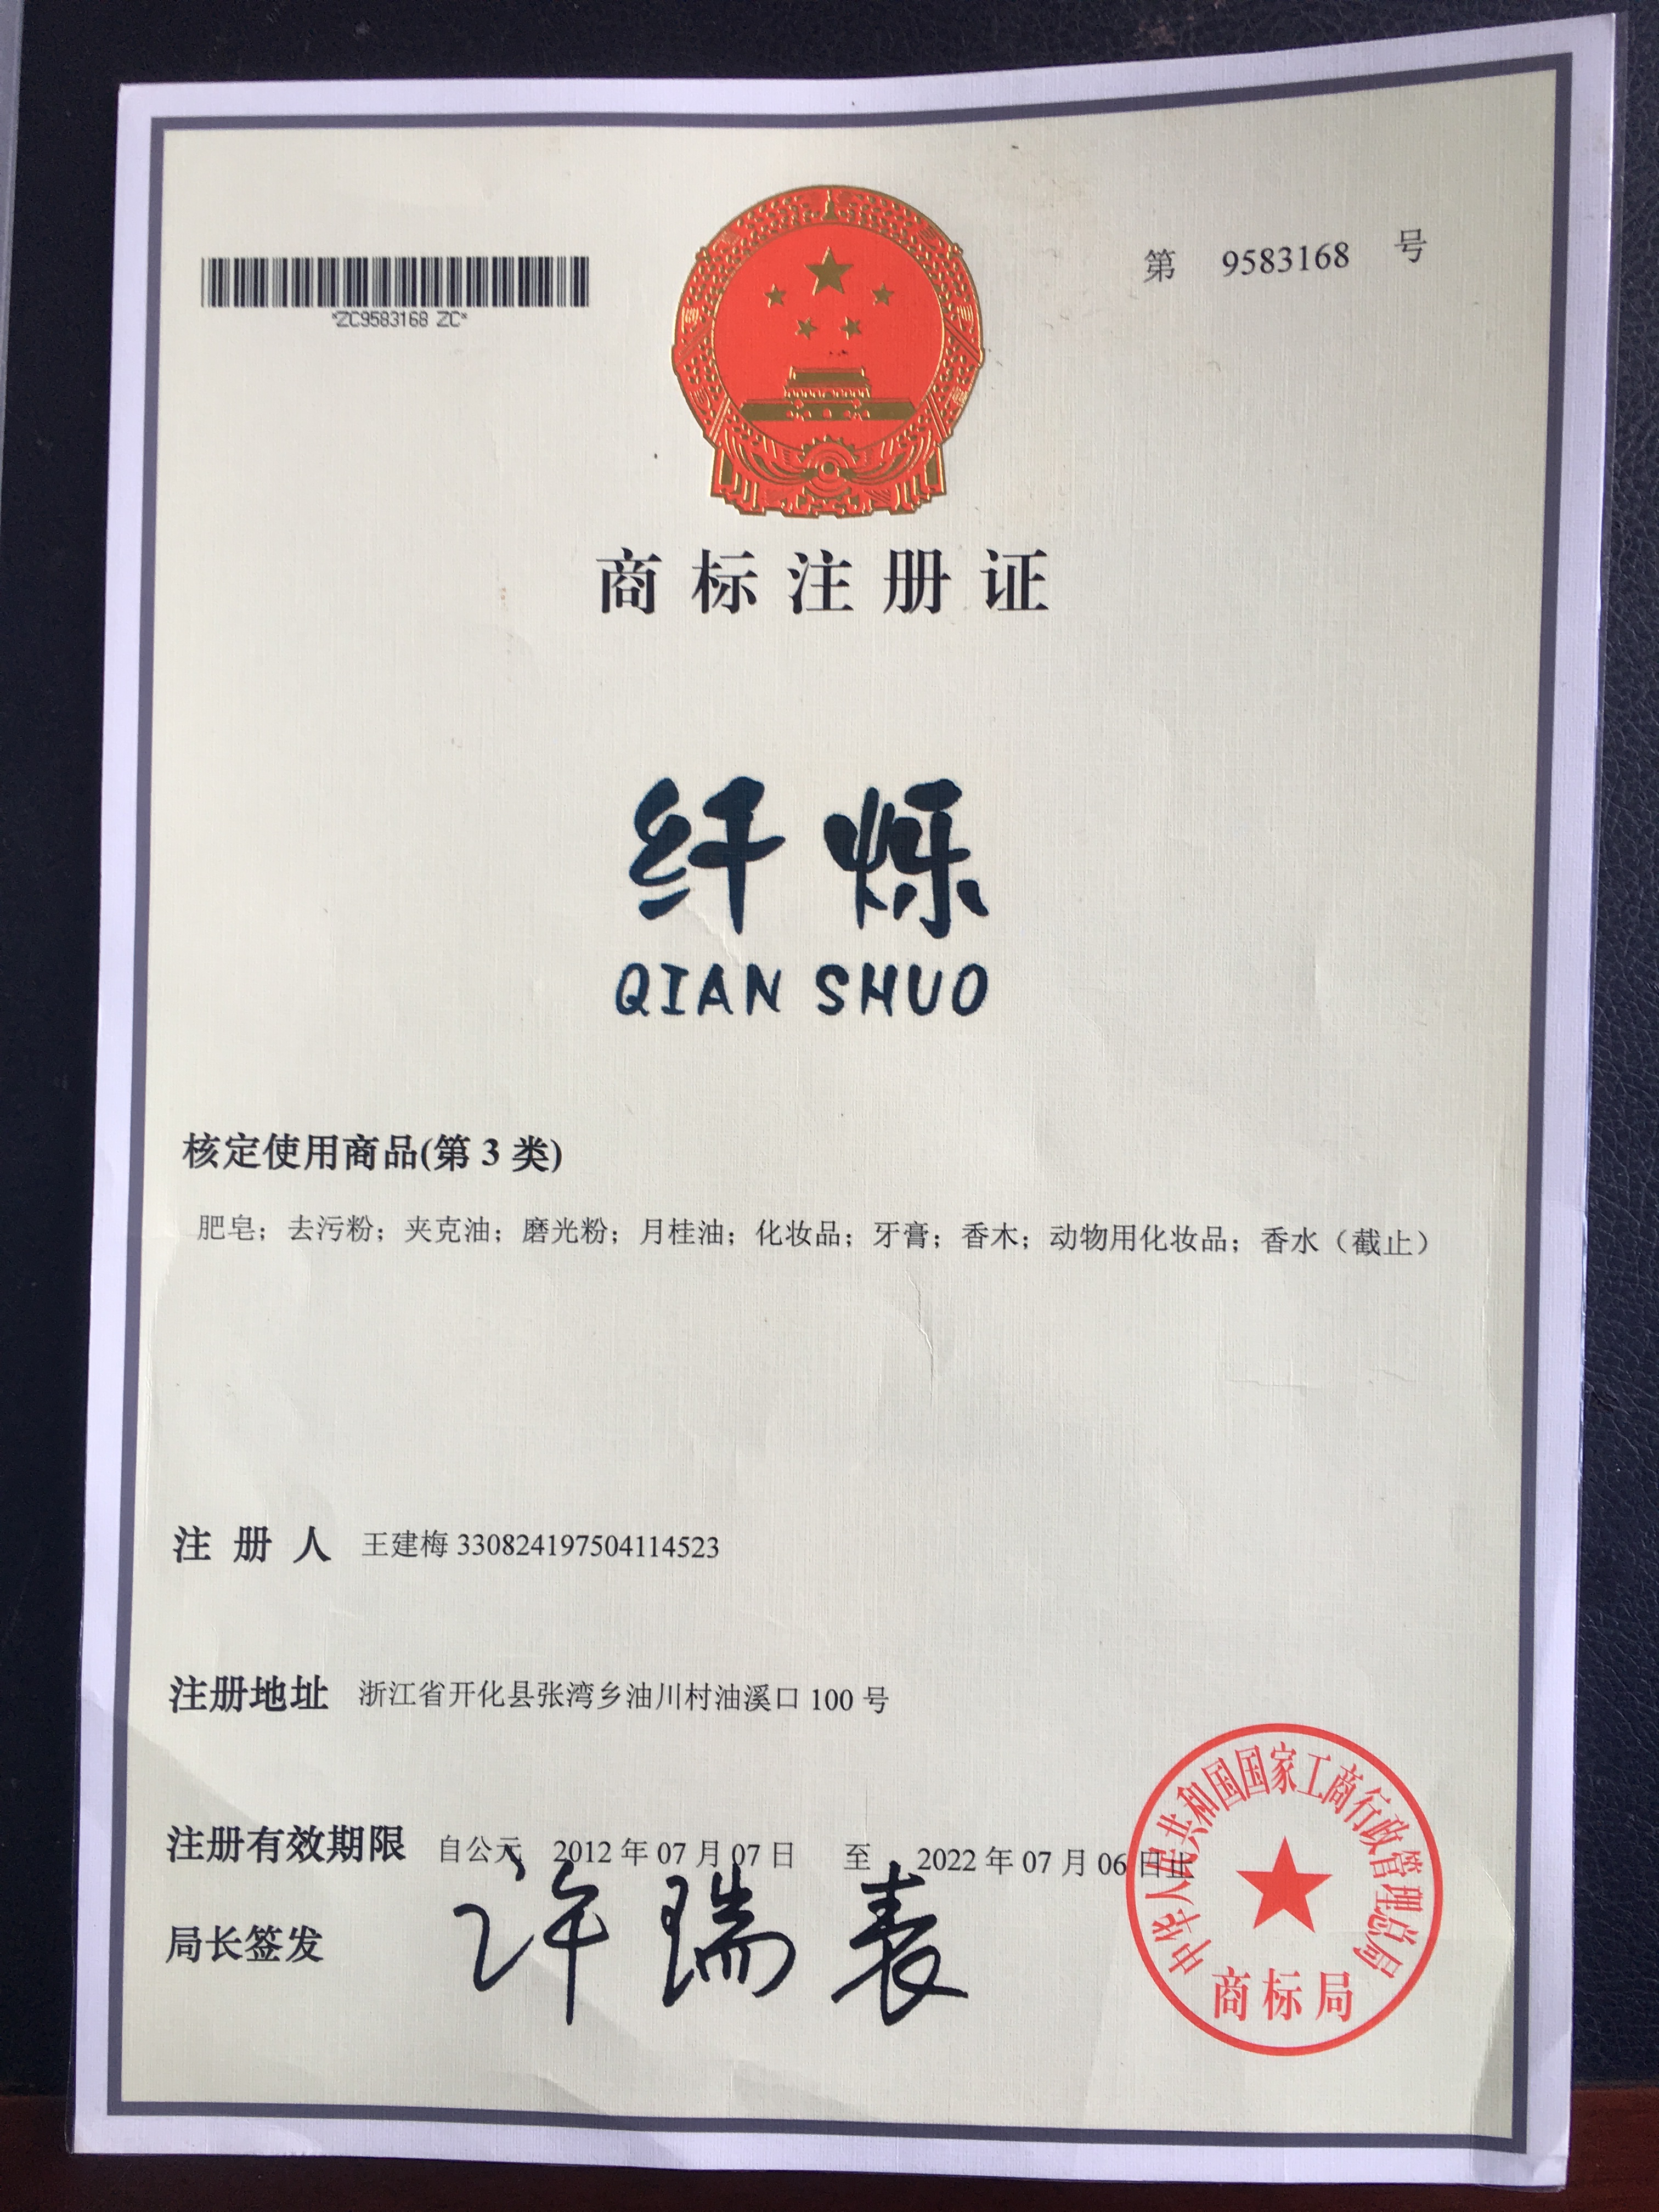 第 9583168 号
*ZC9583168 ZC*
商标注册证
纤烁
QIAN SHUO
核定使用商品(第 3 类)
肥皂；去污粉；夹克油；磨光粉；月桂油；化妆品；牙膏；香木；动物用化妆品；香水（截止）
注册人 王建梅 330824197504114523
注册地址 浙江省开化县张湾乡油川村油溪口 100 号
注册有效期限 自公元 2012 年 07 月 07 日 至 2022 年 07 月 06 日止
局长签发 许瑞表
中华人民共和国国家工商行政管理总局
商标局